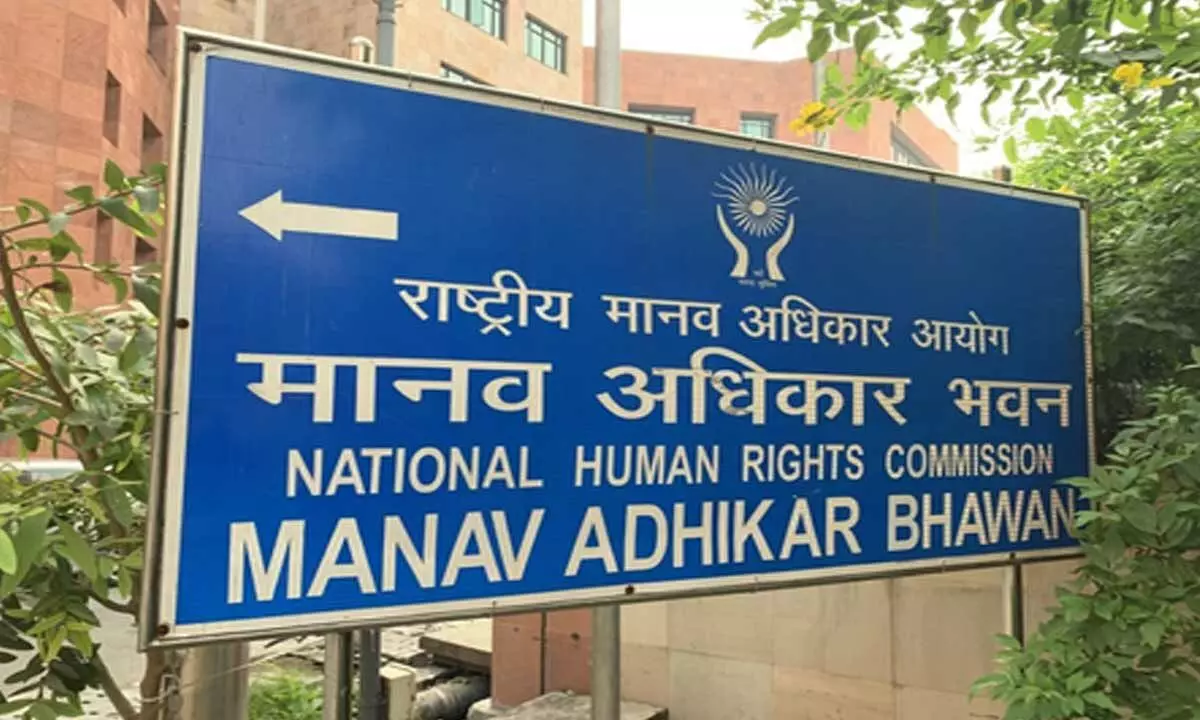 राष्ट्रीय मानव अधिकार आयोग
मानव अधिकार भवन
NATIONAL HUMAN RIGHTS COMMISSION
MANAV ADHIKAR BHAWAN